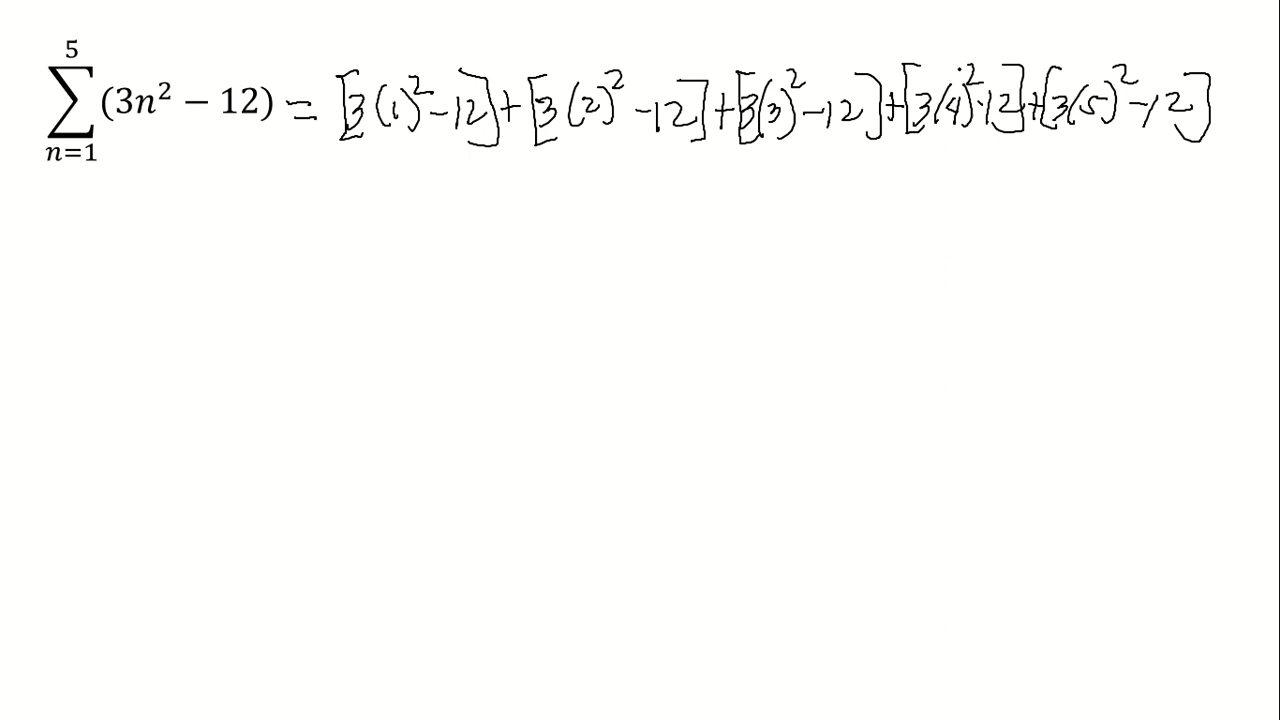 5
∑ (3n² − 12) = [3(1)²-12]+[3(2)²-12]+[3(3)²-12]+[3(4)²-12]+[3(5)²-12]
n=1